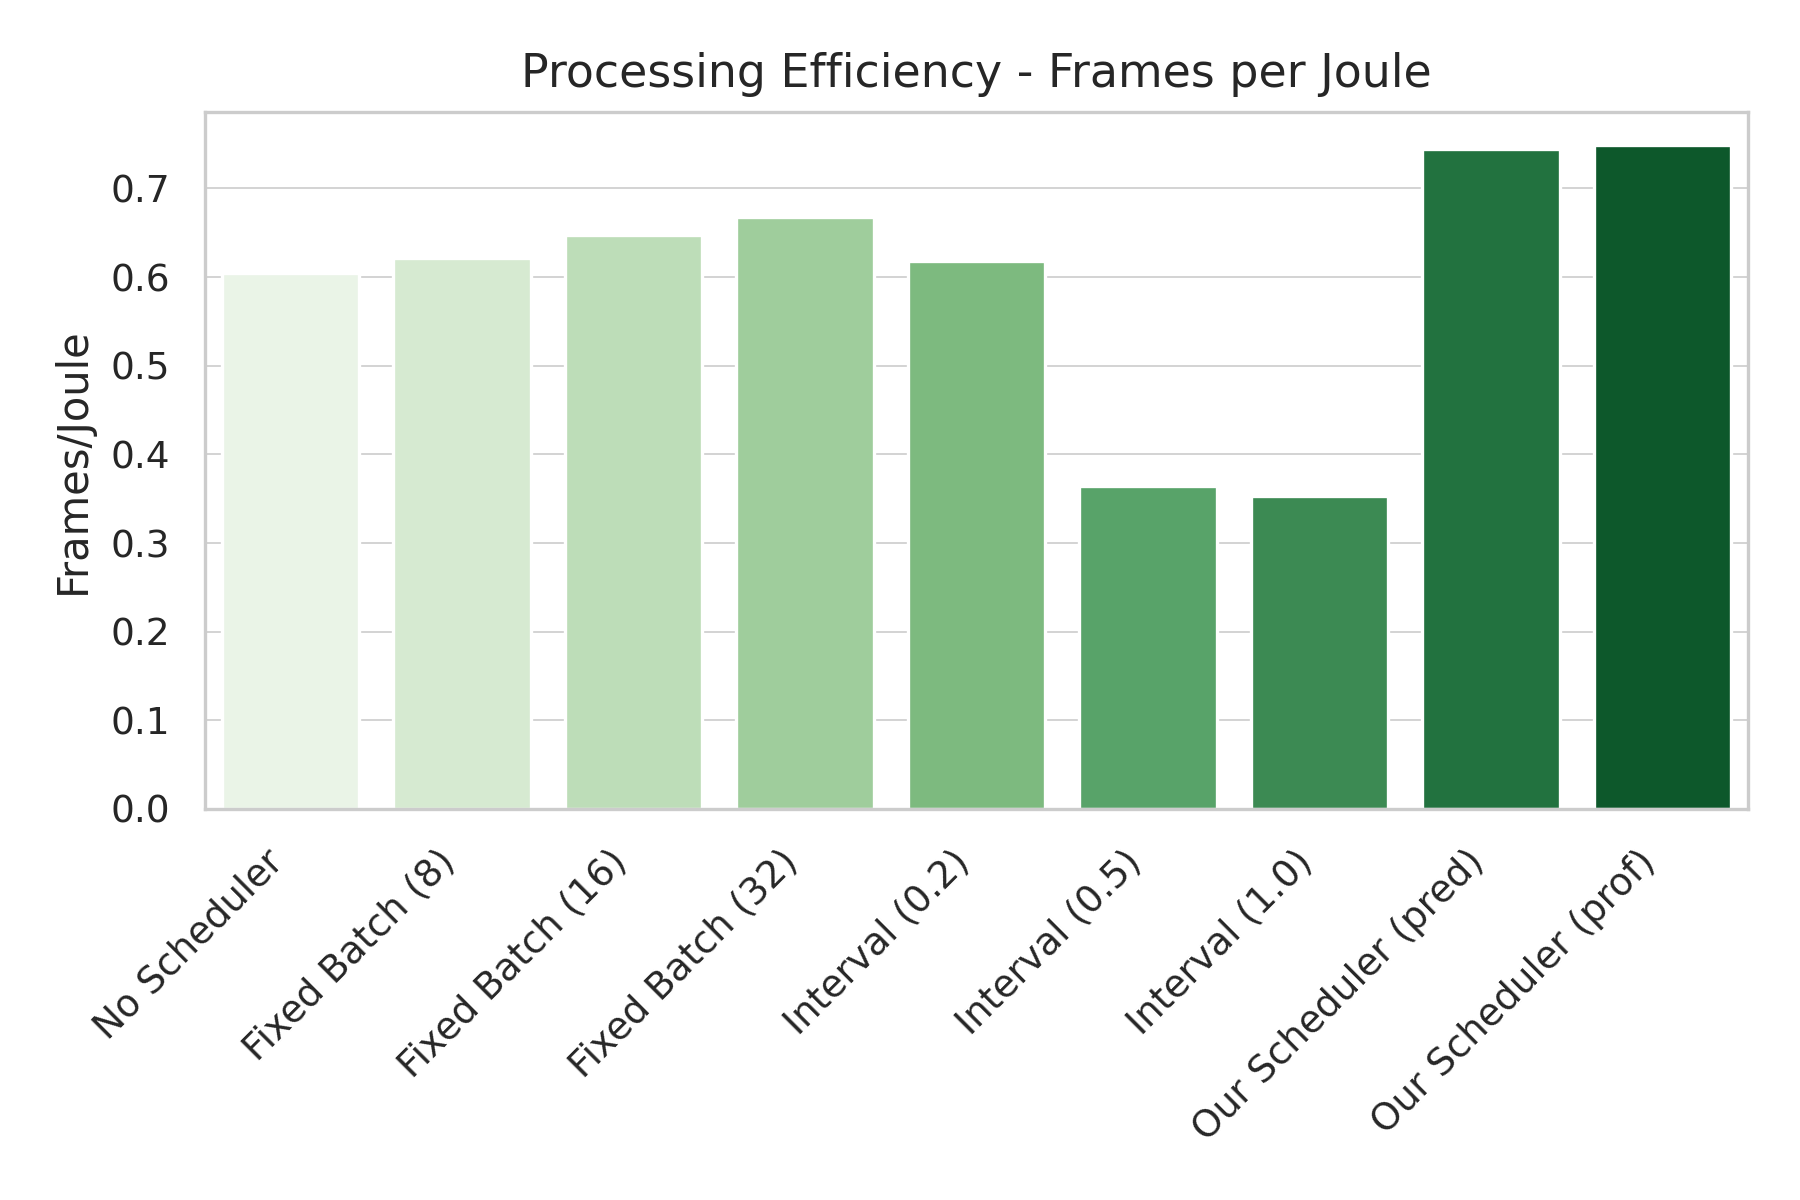 Processing Efficiency - Frames per Joule
Frames/Joule
0.7
0.6
0.5
0.4
0.3
0.2
0.1
0.0
No Scheduler
Fixed Batch (8)
Fixed Batch (16)
Fixed Batch (32)
Interval (0.2)
Interval (0.5)
Interval (1.0)
Our Scheduler (pred)
Our Scheduler (prof)